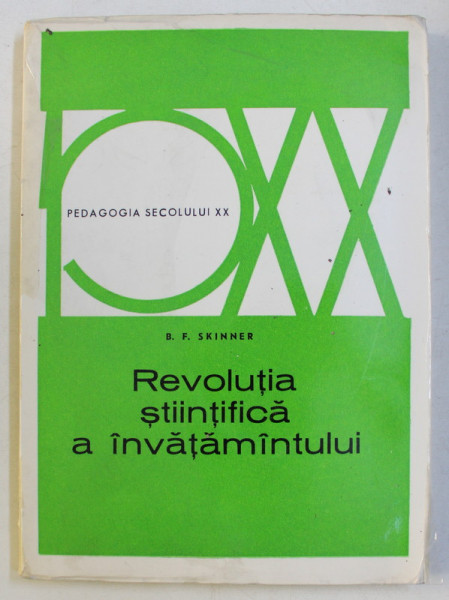 PEDAGOGIA SECOLULUI XX
B. F. SKINNER
Revoluția
științifică
a învățămîntului